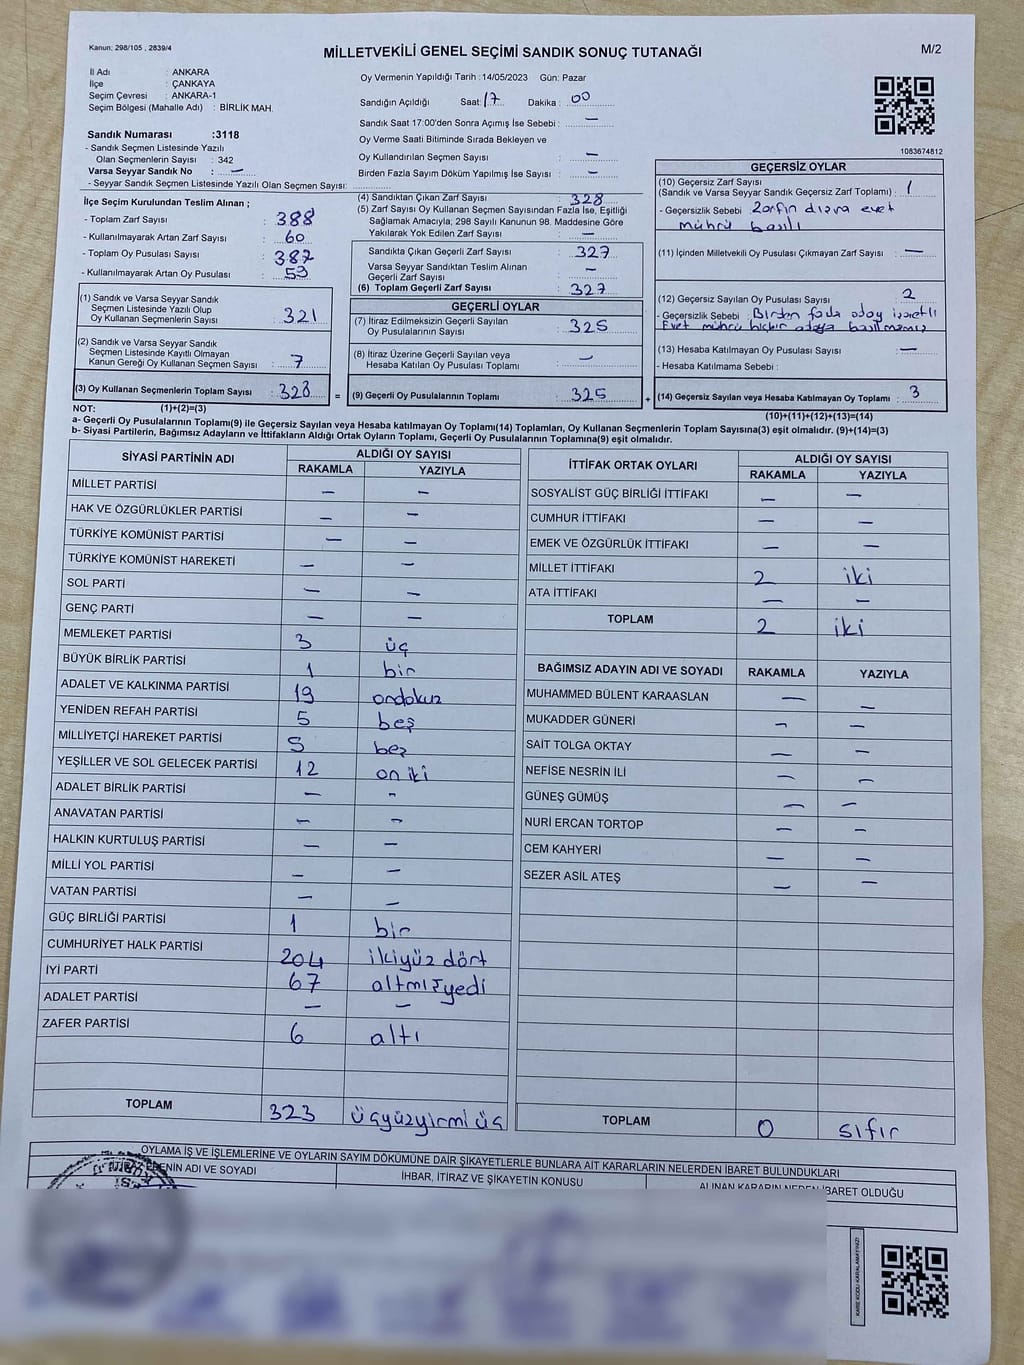 Kanun: 298/105 , 2839/4
MİLLETVEKİLİ GENEL SEÇİMİ SANDIK SONUÇ TUTANAĞI
M/2
İl Adı : ANKARA
İlçe : ÇANKAYA
Seçim Çevresi : ANKARA-1
Seçim Bölgesi (Mahalle Adı) : BİRLİK MAH.
Sandık Numarası :3118
- Sandık Seçmen Listesinde Yazılı
Olan Seçmenlerin Sayısı : 342
Varsa Seyyar Sandık No : —
- Seyyar Sandık Seçmen Listesinde Yazılı Olan Seçmen Sayısı:
Oy Vermenin Yapıldığı Tarih : 14/05/2023 Gün: Pazar
Sandığın Açıldığı Saat: 17 Dakika : 00
Sandık Saat 17:00'den Sonra Açımış İse Sebebi : —
Oy Verme Saati Bitiminde Sırada Bekleyen ve
Oy Kullandırılan Seçmen Sayısı : —
Birden Fazla Sayım Döküm Yapılmış İse Sayısı : —
1083674812
İlçe Seçim Kurulundan Teslim Alınan ;
- Toplam Zarf Sayısı : 388
- Kullanılmayarak Artan Zarf Sayısı : 60
- Toplam Oy Pusulası Sayısı : 387
- Kullanılmayarak Artan Oy Pusulası : 59
(1) Sandık ve Varsa Seyyar Sandık
Seçmen Listesinde Yazılı Olup
Oy Kullanan Seçmenlerin Sayısı : 321
(2) Sandık ve Varsa Seyyar Sandık
Seçmen Listesinde Kayıtlı Olmayan
Kanun Gereği Oy Kullanan Seçmen Sayısı : 7
(3) Oy Kullanan Seçmenlerin Toplam Sayısı : 328 =
(4) Sandıktan Çıkan Zarf Sayısı : 328
(5) Zarf Sayısı Oy Kullanan Seçmen Sayısından Fazla İse, Eşitliği
Sağlamak Amacıyla, 298 Sayılı Kanunun 98. Maddesine Göre
Yakılarak Yok Edilen Zarf Sayısı : —
Sandıkta Çıkan Geçerli Zarf Sayısı : 327
Varsa Seyyar Sandıktan Teslim Alınan
Geçerli Zarf Sayısı : —
(6) Toplam Geçerli Zarf Sayısı : 327
GEÇERLİ OYLAR
(7) İtiraz Edilmeksizin Geçerli Sayılan
Oy Pusulalarının Sayısı : 325
(8) İtiraz Üzerine Geçerli Sayılan veya
Hesaba Katılan Oy Pusulası Toplamı : —
(9) Geçerli Oy Pusulalarının Toplamı : 325 +
GEÇERSİZ OYLAR
(10) Geçersiz Zarf Sayısı
(Sandık ve Varsa Seyyar Sandık Geçersiz Zarf Toplamı) : 1
- Geçersizlik Sebebi : Zarfın dışına evet
mührü basılı
(11) İçinden Milletvekili Oy Pusulası Çıkmayan Zarf Sayısı : —
(12) Geçersiz Sayılan Oy Pusulası Sayısı : 2
- Geçersizlik Sebebi : Birden fazla aday işaretli
Evet mührü hiçbir adaya basılmamış
(13) Hesaba Katılmayan Oy Pusulası Sayısı : —
- Hesaba Katılmama Sebebi :
(14) Geçersiz Sayılan veya Hesaba Katılmayan Oy Toplamı : 3
NOT: (1)+(2)=(3)
(10)+(11)+(12)+(13)=(14)
a- Geçerli Oy Pusulalarının Toplamı(9) ile Geçersiz Sayılan veya Hesaba katılmayan Oy Toplamı(14) Toplamları, Oy Kullanan Seçmenlerin Toplam Sayısına(3) eşit olmalıdır. (9)+(14)=(3)
b- Siyasi Partilerin, Bağımsız Adayların ve İttifakların Aldığı Ortak Oyların Toplamı, Geçerli Oy Pusulalarının Toplamına(9) eşit olmalıdır.
SİYASİ PARTİNİN ADI ALDIĞI OY SAYISI
RAKAMLA YAZIYLA
MİLLET PARTİSİ — —
HAK VE ÖZGÜRLÜKLER PARTİSİ — —
TÜRKİYE KOMÜNİST PARTİSİ — —
TÜRKİYE KOMÜNİST HAREKETİ — —
SOL PARTİ — —
GENÇ PARTİ — —
MEMLEKET PARTİSİ 3 üç
BÜYÜK BİRLİK PARTİSİ 1 bir
ADALET VE KALKINMA PARTİSİ 19 ondokuz
YENİDEN REFAH PARTİSİ 5 beş
MİLLİYETÇİ HAREKET PARTİSİ 5 beş
YEŞİLLER VE SOL GELECEK PARTİSİ 12 on iki
ADALET BİRLİK PARTİSİ — —
ANAVATAN PARTİSİ — —
HALKIN KURTULUŞ PARTİSİ — —
MİLLİ YOL PARTİSİ — —
VATAN PARTİSİ — —
GÜÇ BİRLİĞİ PARTİSİ 1 bir
CUMHURİYET HALK PARTİSİ 204 ikiyüz dört
İYİ PARTİ 67 altmışyedi
ADALET PARTİSİ — —
ZAFER PARTİSİ 6 altı
TOPLAM 323 üçyüzyirmi üç
İTTİFAK ORTAK OYLARI ALDIĞI OY SAYISI
RAKAMLA YAZIYLA
SOSYALİST GÜÇ BİRLİĞİ İTTİFAKI — —
CUMHUR İTTİFAKI — —
EMEK VE ÖZGÜRLÜK İTTİFAKI — —
MİLLET İTTİFAKI 2 iki
ATA İTTİFAKI — —
TOPLAM 2 iki
BAĞIMSIZ ADAYIN ADI VE SOYADI RAKAMLA YAZIYLA
MUHAMMED BÜLENT KARAASLAN — —
MUKADDER GÜNERİ — —
SAİT TOLGA OKTAY — —
NEFİSE NESRİN İLİ — —
GÜNEŞ GÜMÜŞ — —
NURİ ERCAN TORTOP — —
CEM KAHYERİ — —
SEZER ASİL ATEŞ — —
TOPLAM 0 sıfır
OYLAMA İŞ VE İŞLEMLERİNE VE OYLARIN SAYIM DÖKÜMÜNE DAİR ŞİKAYETLERLE BUNLARA AİT KARARLARIN NELERDEN İBARET BULUNDUKLARI
ADI VE SOYADI
İHBAR, İTİRAZ VE ŞİKAYETİN KONUSU
ALINAN KARARIN NEDEN İBARET OLDUĞU
KARE KODU KARALAMAYINIZ!